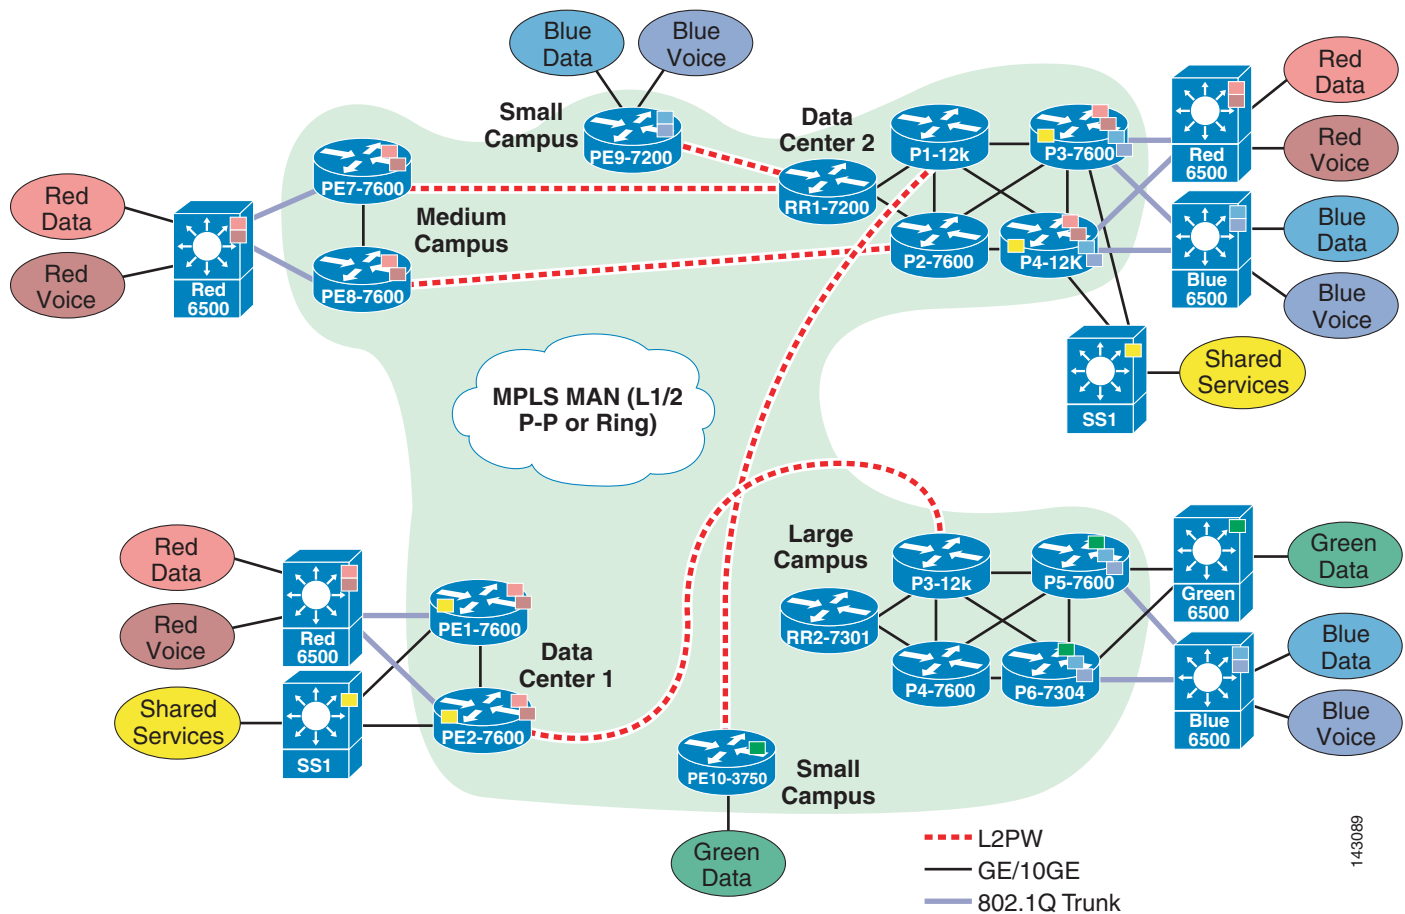 Blue
Data
Blue
Voice
Small
Campus
PE9-7200
Data
Center 2
P1-12k
P3-7600
Red
6500
Red
Data
Red
Voice
PE7-7600
RR1-7200
Red
Data
Red
Voice
Red
6500
Medium
Campus
PE8-7600
P2-7600
P4-12K
Blue
6500
Blue
Data
Blue
Voice
SS1
Shared
Services
MPLS MAN (L1/2
P-P or Ring)
Red
Data
Red
Voice
Shared
Services
Red
6500
SS1
PE1-7600
PE2-7600
Data
Center 1
Large
Campus
P3-12k
P5-7600
RR2-7301
P4-7600
P6-7304
Green
6500
Green
Data
Blue
6500
Blue
Data
Blue
Voice
PE10-3750
Small
Campus
Green
Data
L2PW
GE/10GE
802.1Q Trunk
143089